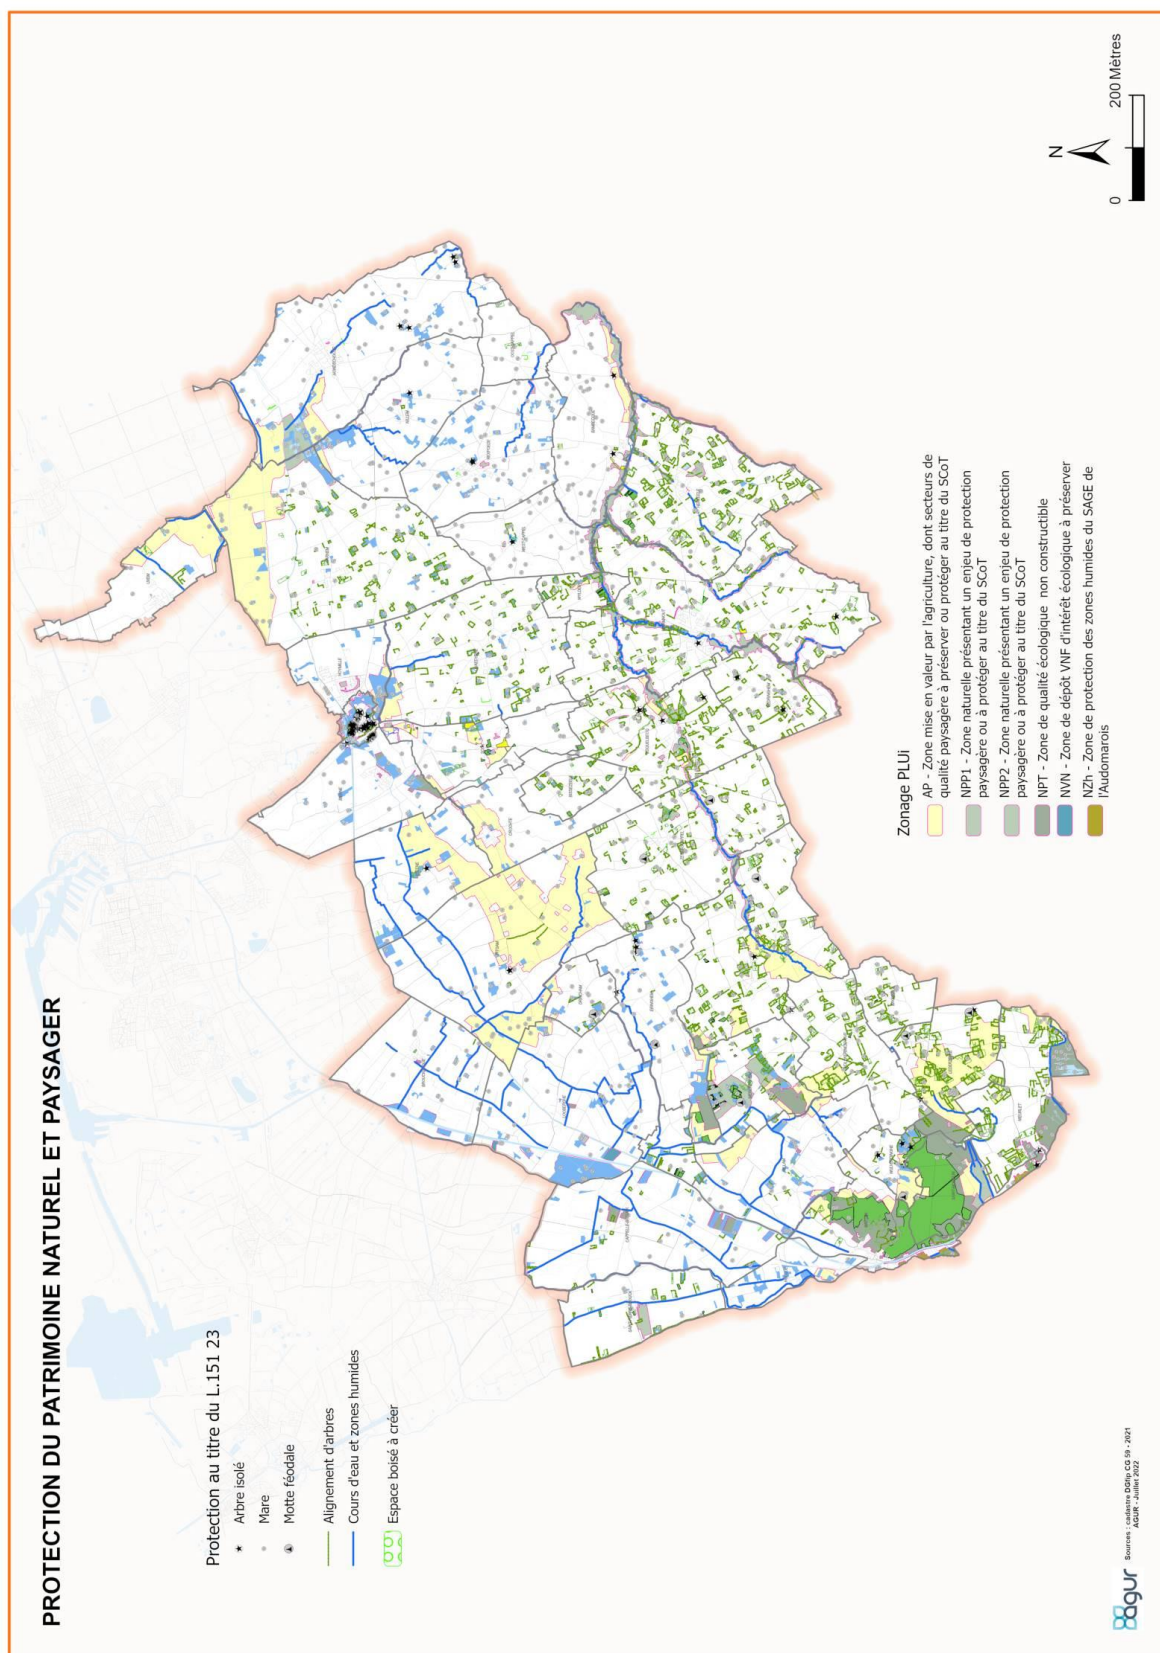 PROTECTION DU PATRIMOINE NATUREL ET PAYSAGER
Protection au titre du L.151 23
Arbre isolé
Mare
Motte féodale
Alignement d'arbres
Cours d'eau et zones humides
Espace boisé à créer
Zonage PLUi
AP - Zone mise en valeur par l'agriculture, dont secteurs de
qualité paysagère à préserver ou protéger au titre du SCoT
NPP1 - Zone naturelle présentant un enjeu de protection
paysagère ou à protéger au titre du SCoT
NPP2 - Zone naturelle présentant un enjeu de protection
paysagère ou à protéger au titre du SCoT
NPT - Zone de qualité écologique non constructible
NVN - Zone de dépôt VNF d'intérêt écologique à préserver
NZh - Zone de protection des zones humides du SAGE de
l'Audomarois
N
0 200 Mètres
agur
Sources : cadastre DGfip CG 59 - 2021
AGUR - Juillet 2022